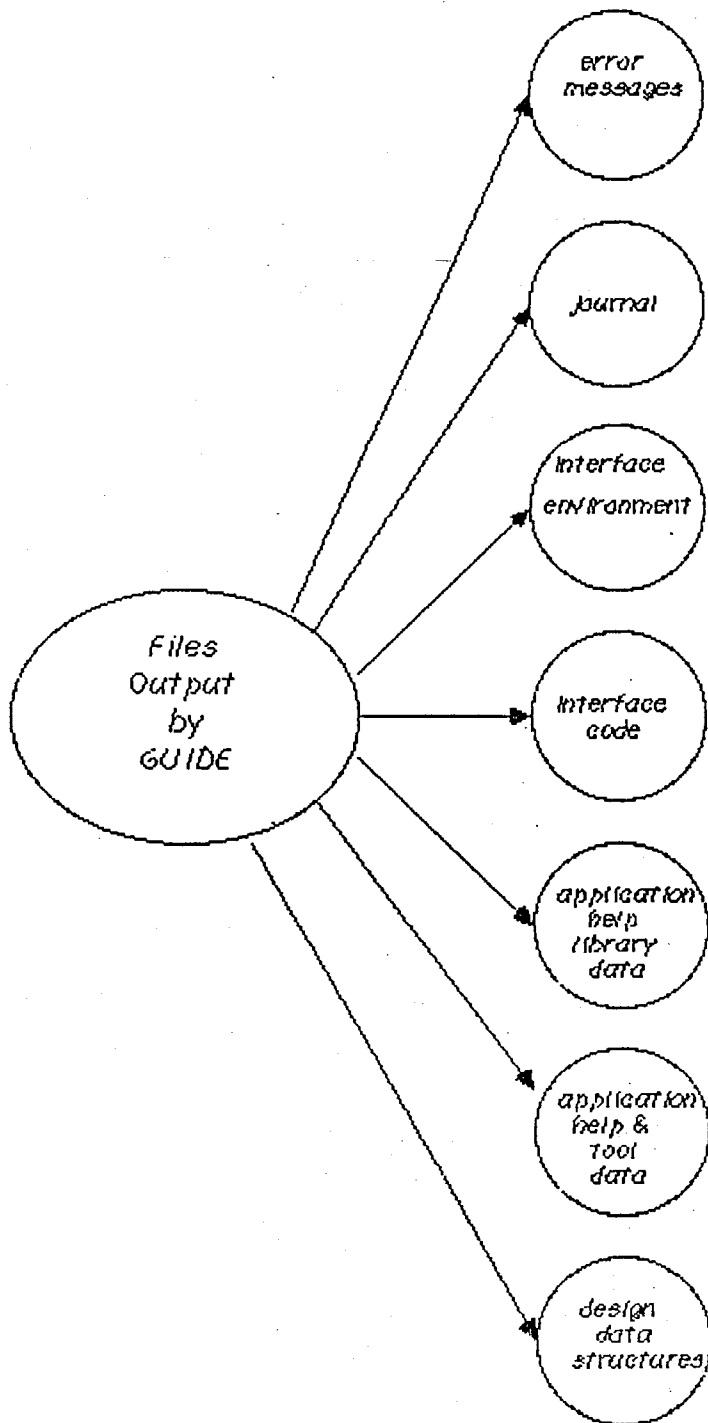 error
messages
journal
interface
environment
Files
Output
by
GUIDE
interface
code
application
help
library
data
application
help &
tool
data
design
data
structures